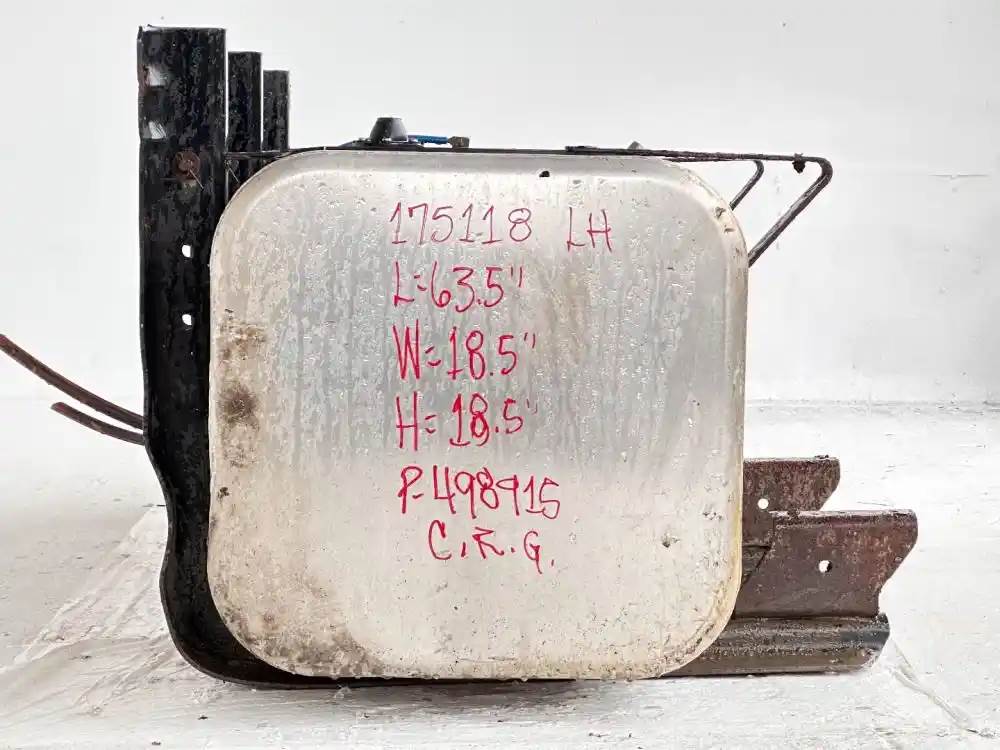 175118 LH
L=63.5"
W=18.5"
H=18.5"
P-498915
C.R.G.